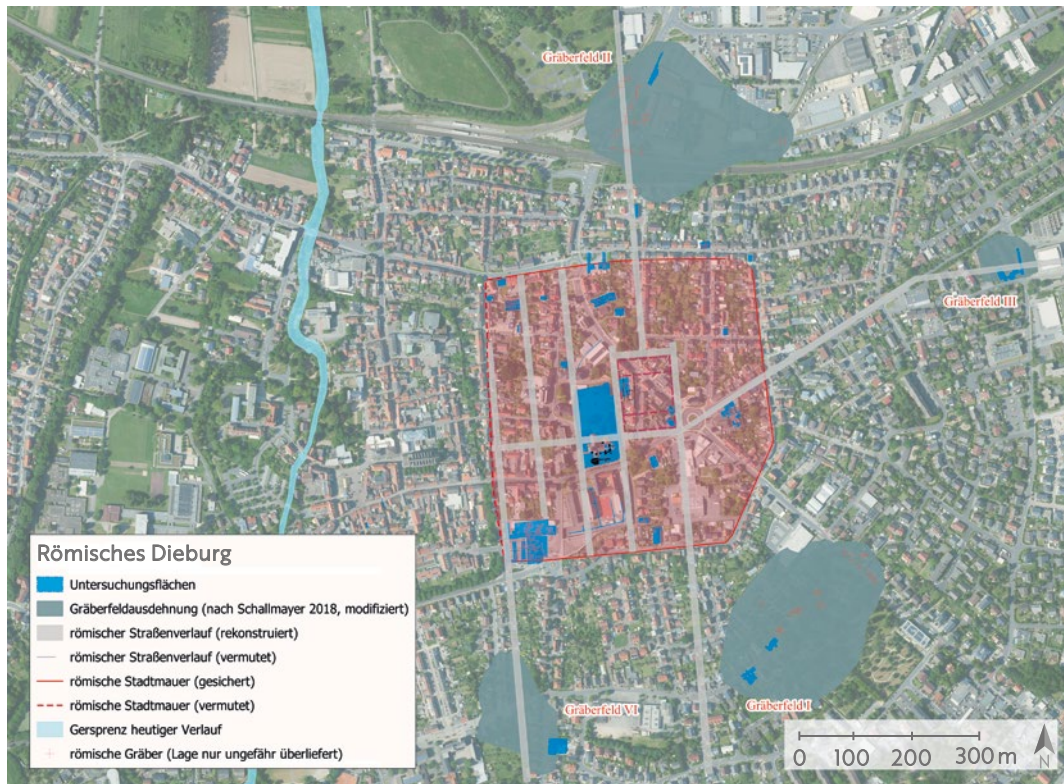 Gräberfeld II
Gräberfeld III
Gräberfeld VI
Gräberfeld I
Römisches Dieburg
Untersuchungsflächen
Gräberfeldausdehnung (nach Schallmayer 2018, modifiziert)
römischer Straßenverlauf (rekonstruiert)
römischer Straßenverlauf (vermutet)
römische Stadtmauer (gesichert)
römische Stadtmauer (vermutet)
Gersprenz heutiger Verlauf
römische Gräber (Lage nur ungefähr überliefert)
0 100 200 300 m
N